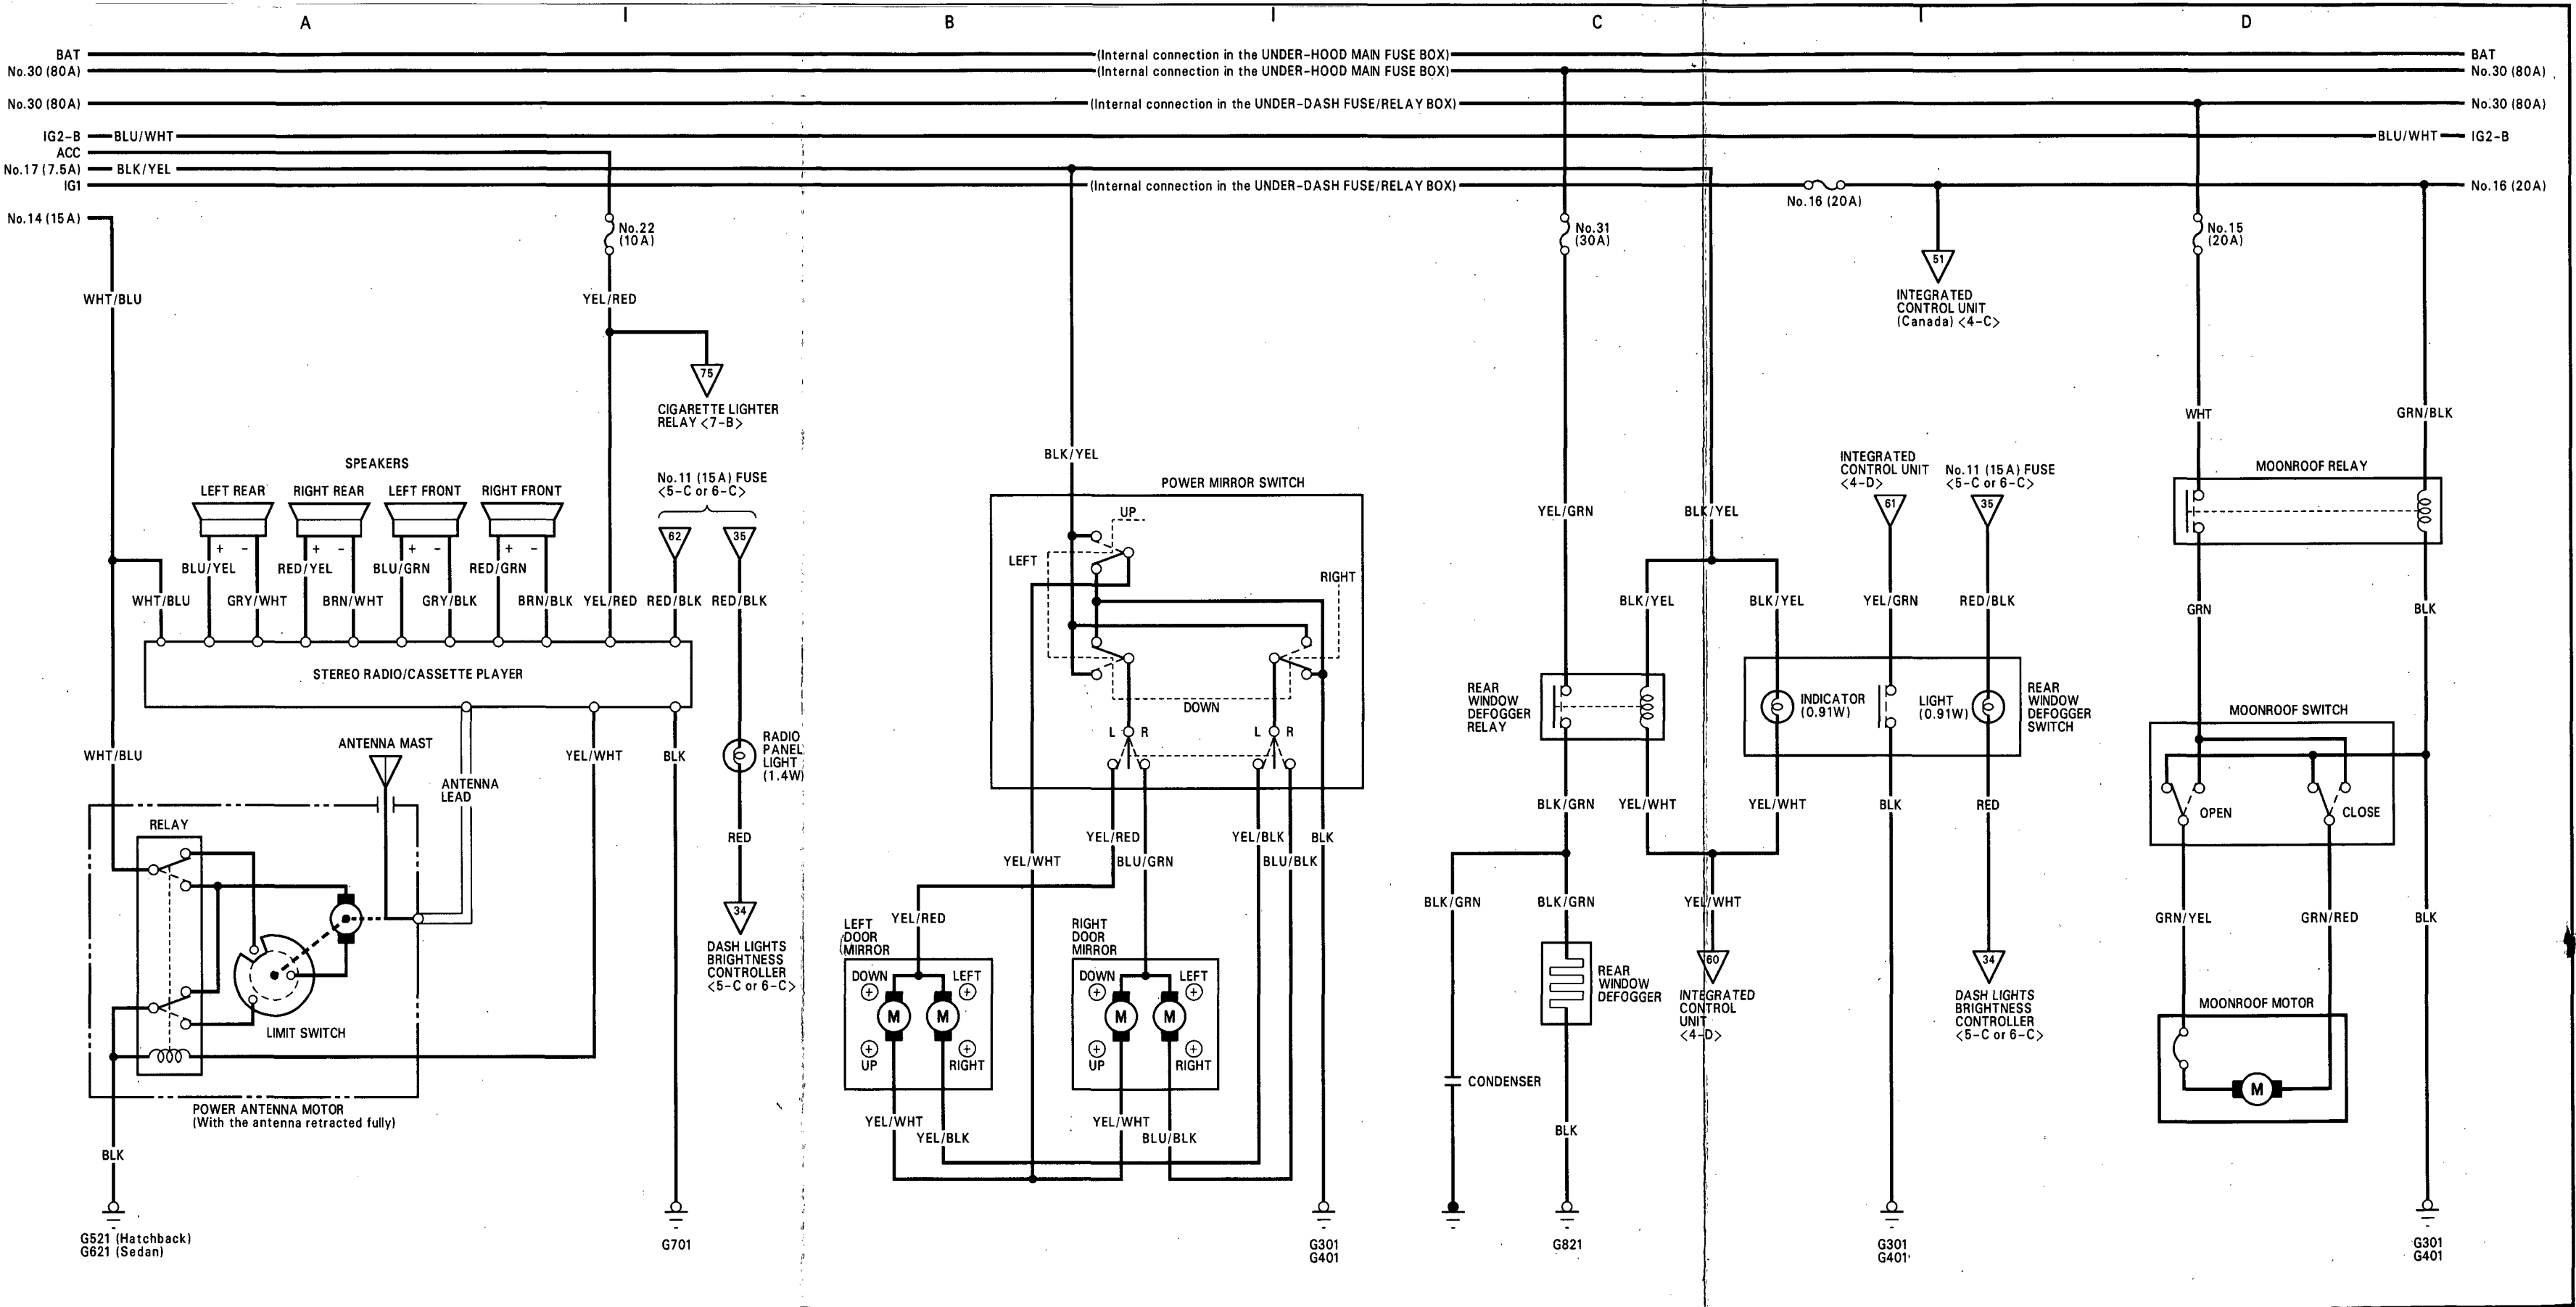 A
B
C
D
BAT
(Internal connection in the UNDER-HOOD MAIN FUSE BOX)
BAT
No.30 (80A)
(Internal connection in the UNDER-HOOD MAIN FUSE BOX)
No.30 (80A)
No.30 (80A)
(Internal connection in the UNDER-DASH FUSE/RELAY BOX)
No.30 (80A)
IG2-B
BLU/WHT
BLU/WHT
IG2-B
ACC
No.17 (7.5A)
BLK/YEL
IG1
(Internal connection in the UNDER-DASH FUSE/RELAY BOX)
No.16 (20A)
No.16 (20A)
No.14 (15A)
No.22
(10A)
No.31
(30A)
No.15
(20A)
51
INTEGRATED
CONTROL UNIT
(Canada) <4-C>
WHT/BLU
YEL/RED
75
CIGARETTE LIGHTER
RELAY <7-B>
SPEAKERS
LEFT REAR
RIGHT REAR
LEFT FRONT
RIGHT FRONT
+ -
+ -
+ -
+ -
BLU/YEL
RED/YEL
BLU/GRN
RED/GRN
WHT/BLU
GRY/WHT
BRN/WHT
GRY/BLK
BRN/BLK
YEL/RED
RED/BLK
RED/BLK
No.11 (15A) FUSE
<5-C or 6-C>
62
35
STEREO RADIO/CASSETTE PLAYER
WHT/BLU
ANTENNA MAST
ANTENNA
LEAD
YEL/WHT
BLK
RADIO
PANEL
LIGHT
(1.4W)
RED
34
DASH LIGHTS
BRIGHTNESS
CONTROLLER
<5-C or 6-C>
RELAY
LIMIT SWITCH
POWER ANTENNA MOTOR
(With the antenna retracted fully)
BLK
G521 (Hatchback)
G621 (Sedan)
G701
BLK/YEL
POWER MIRROR SWITCH
UP
LEFT
RIGHT
DOWN
L R
L R
YEL/RED
YEL/BLK
BLK
YEL/WHT
BLU/GRN
BLU/BLK
YEL/RED
LEFT
DOOR
MIRROR
DOWN
LEFT
+
+
M
M
+
+
UP
RIGHT
RIGHT
DOOR
MIRROR
DOWN
LEFT
+
+
M
M
+
+
UP
RIGHT
YEL/WHT
YEL/BLK
YEL/WHT
BLU/BLK
G301
G401
YEL/GRN
BLK/YEL
BLK/YEL
BLK/YEL
REAR
WINDOW
DEFOGGER
RELAY
BLK/GRN
YEL/WHT
YEL/WHT
BLK/GRN
BLK/GRN
YEL/WHT
REAR
WINDOW
DEFOGGER
60
INTEGRATED
CONTROL
UNIT
<4-D>
CONDENSER
BLK
G821
INTEGRATED
CONTROL UNIT
<4-D>
No.11 (15A) FUSE
<5-C or 6-C>
61
35
YEL/GRN
RED/BLK
INDICATOR
(0.91W)
LIGHT
(0.91W)
REAR
WINDOW
DEFOGGER
SWITCH
BLK
RED
34
DASH LIGHTS
BRIGHTNESS
CONTROLLER
<5-C or 6-C>
G301
G401
WHT
GRN/BLK
MOONROOF RELAY
GRN
BLK
MOONROOF SWITCH
OPEN
CLOSE
GRN/YEL
GRN/RED
BLK
MOONROOF MOTOR
M
G301
G401